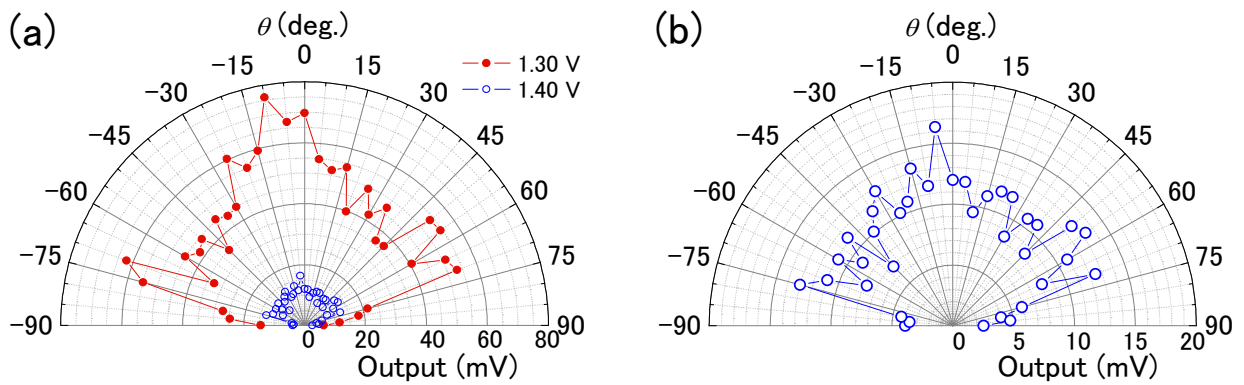 (a)
θ (deg.)
−15 0 15
−30 30
−45 45
−60 60
−75 75
−90 90
1.30 V
1.40 V
0 20 40 60 80
Output (mV)
(b)
θ (deg.)
−15 0 15
−30 30
−45 45
−60 60
−75 75
−90 90
0 5 10 15 20
Output (mV)